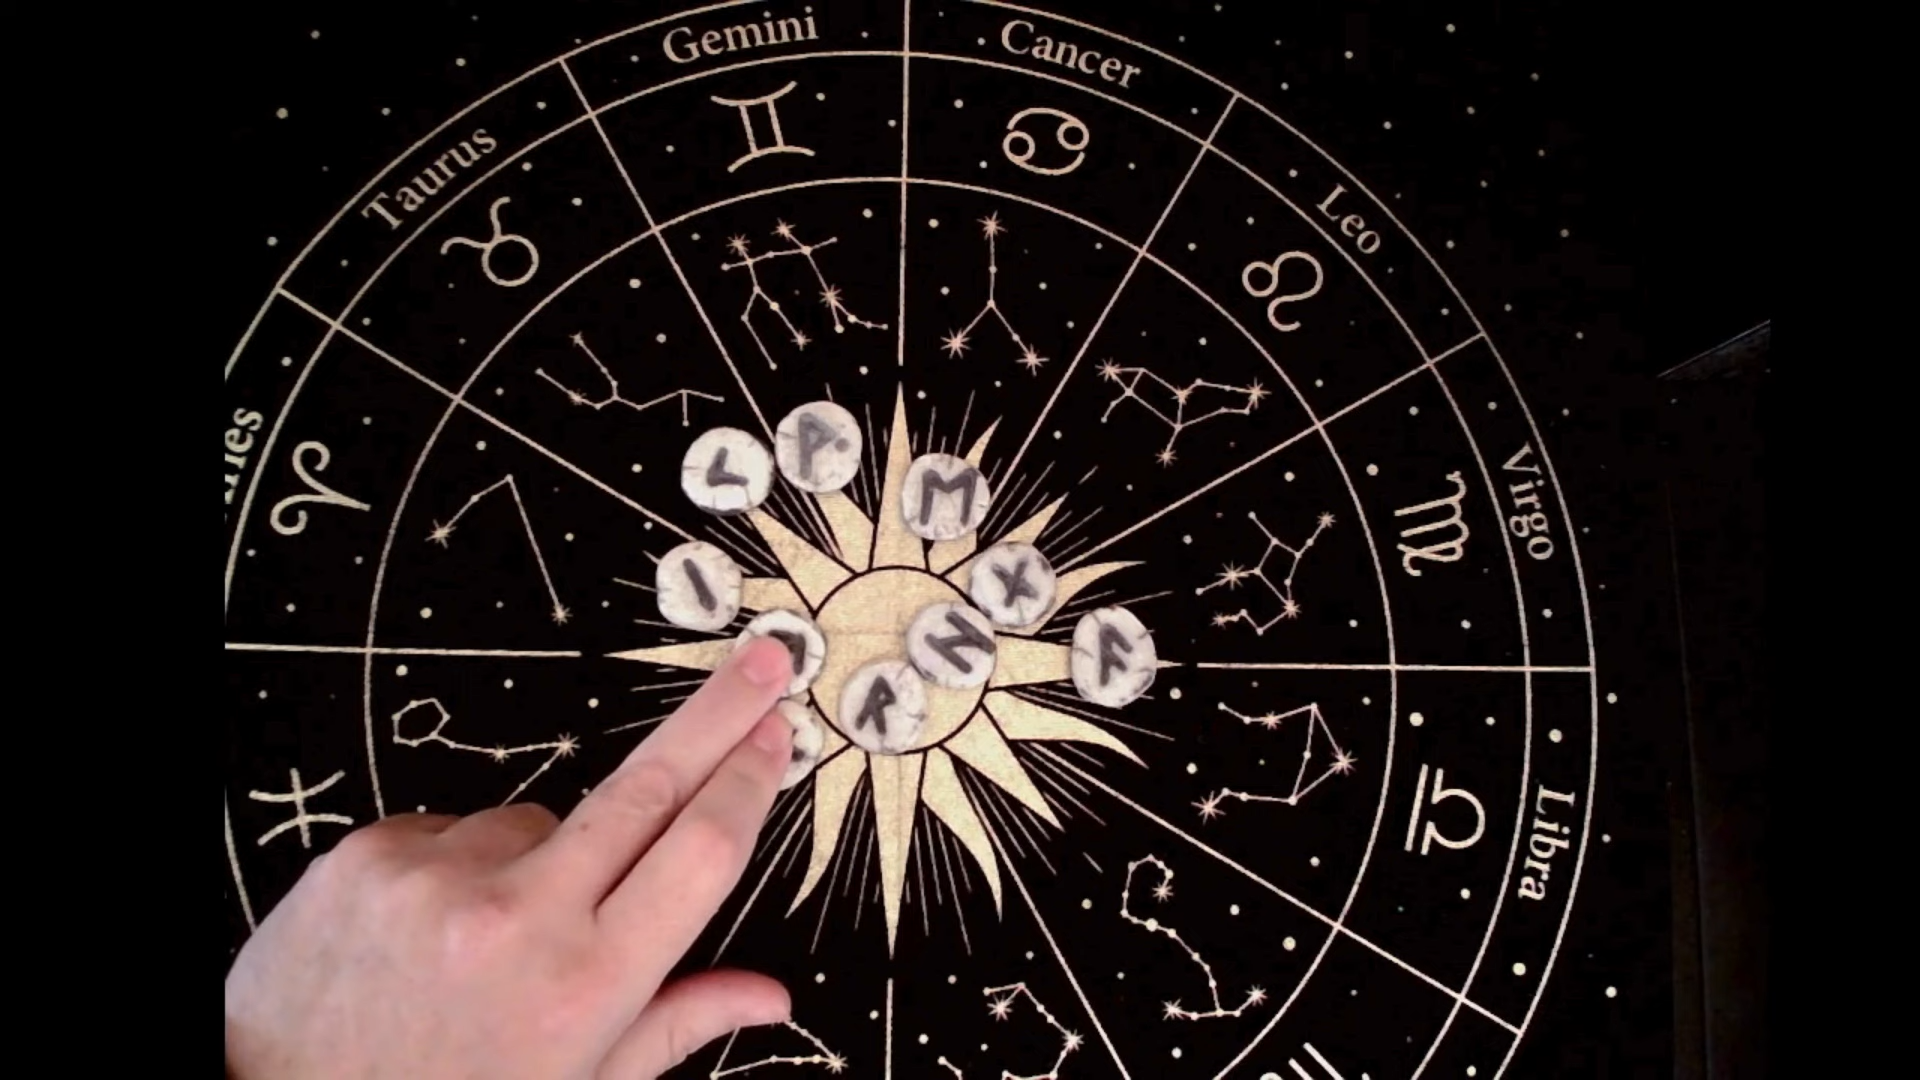 Gemini
Cancer
Taurus
Leo
Virgo
Libra
ᚲ
ᚹ
ᛖ
ᛁ
ᚷ
ᚨ
ᚱ